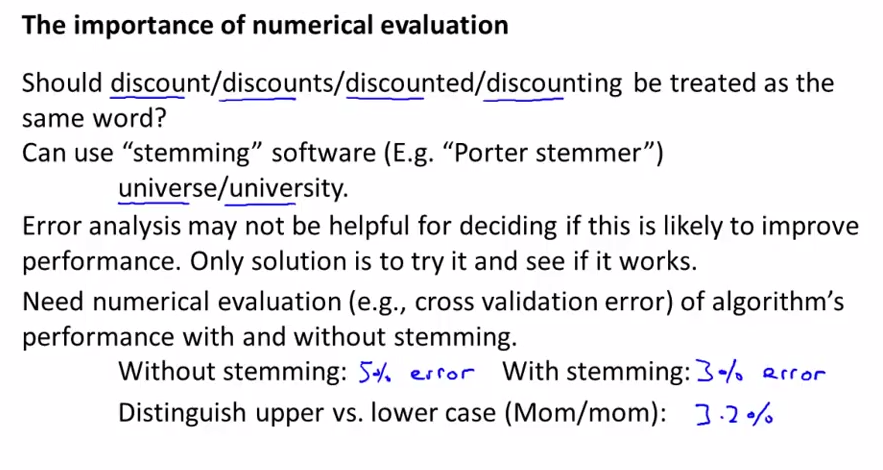 The importance of numerical evaluation
Should discount/discounts/discounted/discounting be treated as the
same word?
Can use “stemming” software (E.g. “Porter stemmer”)
universe/university.
Error analysis may not be helpful for deciding if this is likely to improve
performance. Only solution is to try it and see if it works.
Need numerical evaluation (e.g., cross validation error) of algorithm’s
performance with and without stemming.
Without stemming: 5% error With stemming: 3% error
Distinguish upper vs. lower case (Mom/mom): 3.2%